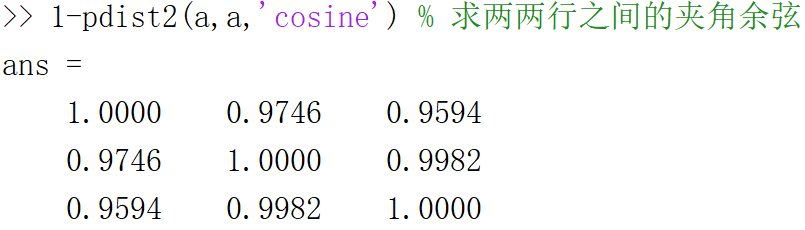 >> 1-pdist2(a,a,'cosine') % 求两两行之间的夹角余弦
ans =
1.0000 0.9746 0.9594
0.9746 1.0000 0.9982
0.9594 0.9982 1.0000